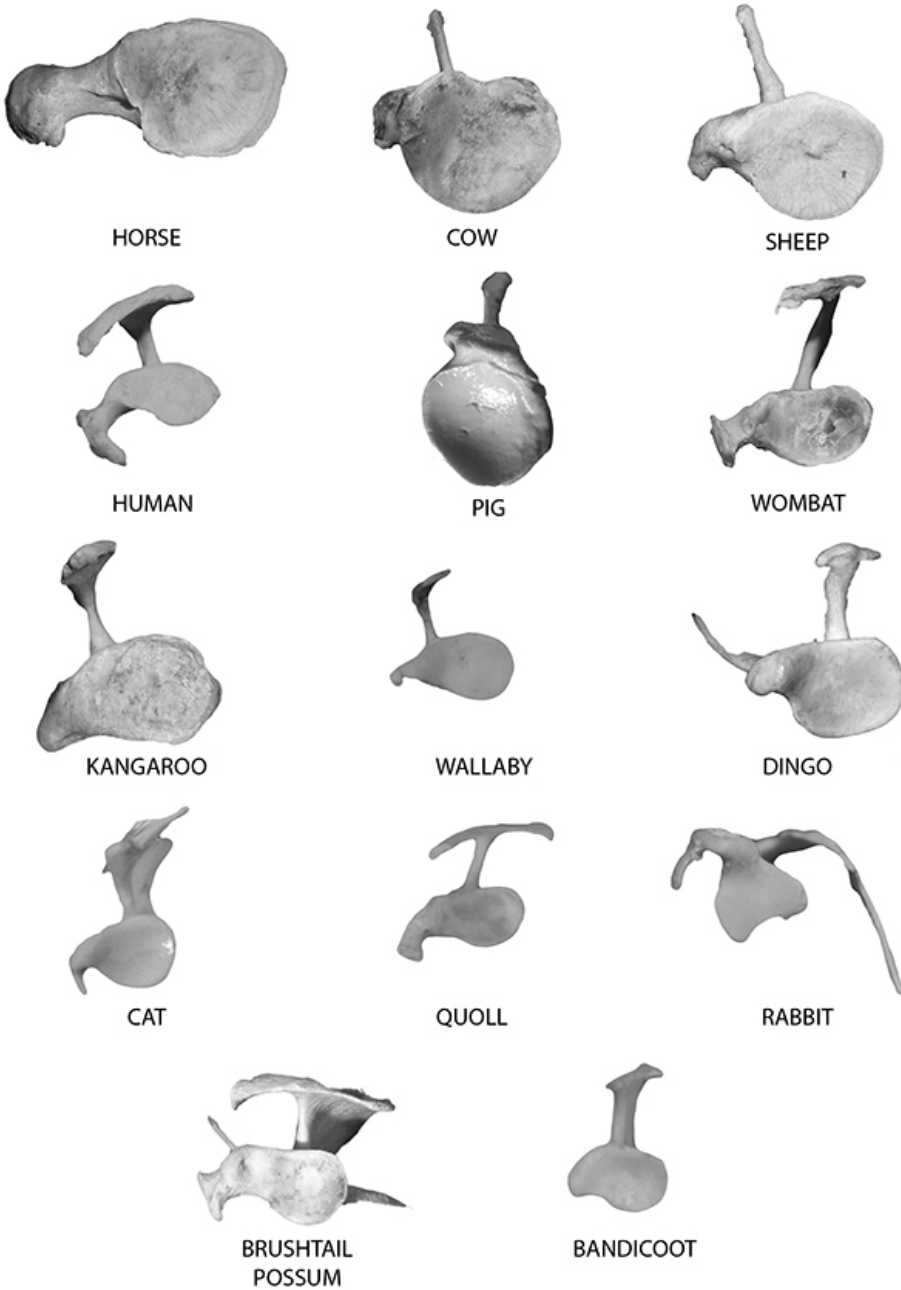 HORSE
COW
SHEEP
HUMAN
PIG
WOMBAT
KANGAROO
WALLABY
DINGO
CAT
QUOLL
RABBIT
BRUSHTAIL
POSSUM
BANDICOOT